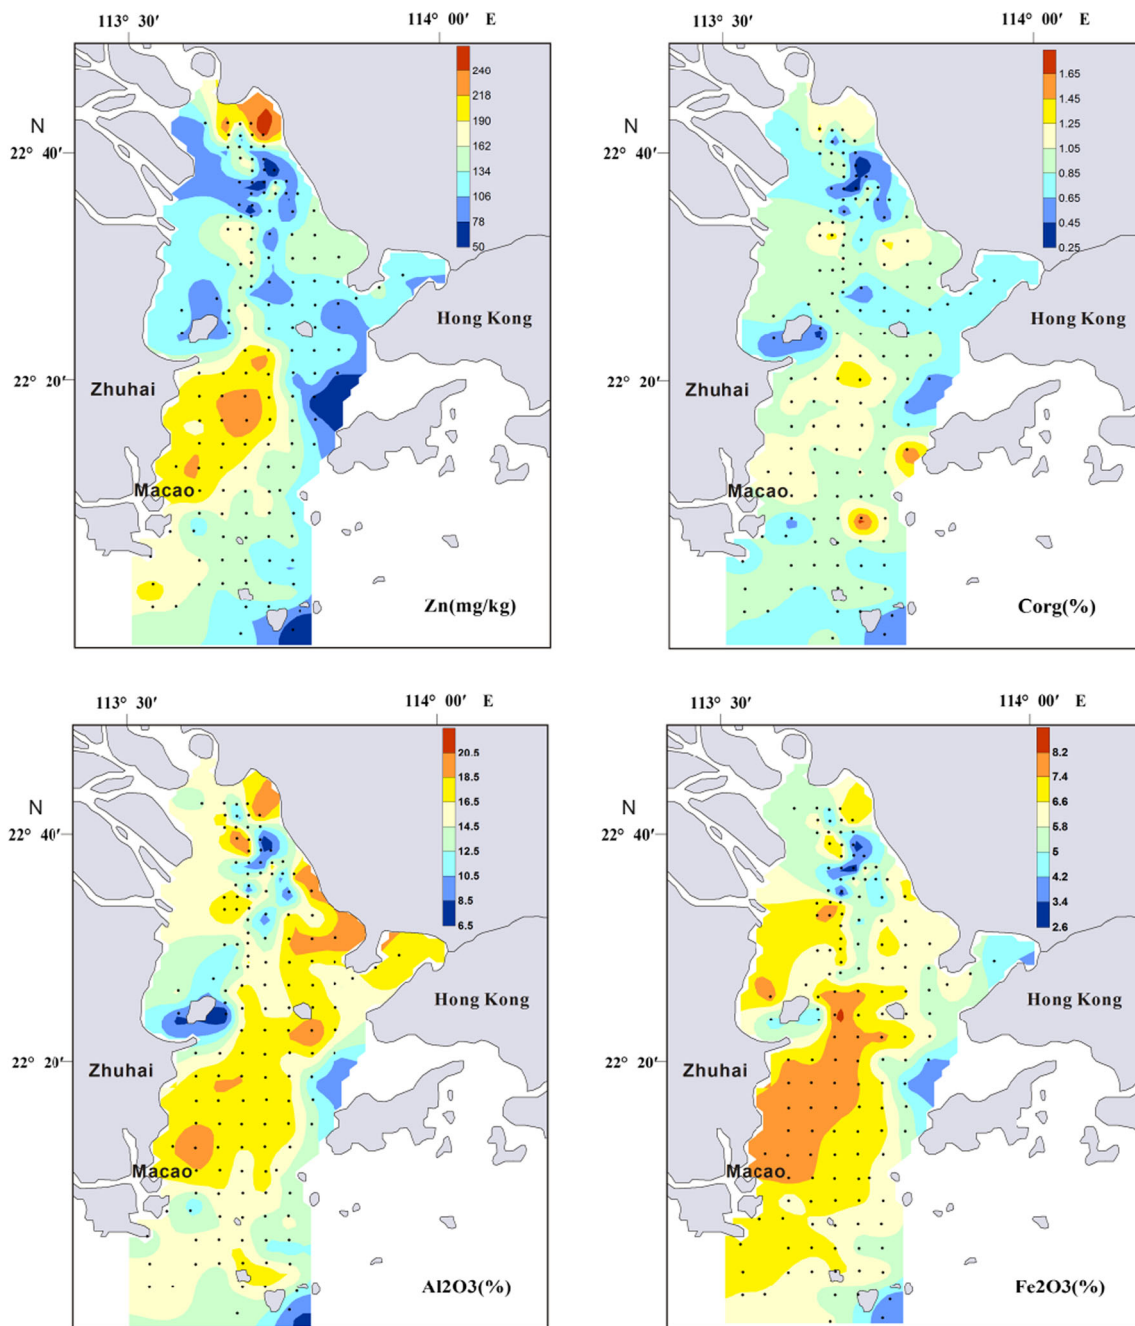 113° 30′ 114° 00′ E
N
22° 40′
22° 20′
240
218
190
162
134
106
78
50
Hong Kong
Zhuhai
Macao
Zn(mg/kg)
113° 30′ 114° 00′ E
N
22° 40′
22° 20′
1.65
1.45
1.25
1.05
0.85
0.65
0.45
0.25
Hong Kong
Zhuhai
Macao
Corg(%)
113° 30′ 114° 00′ E
N
22° 40′
22° 20′
20.5
18.5
16.5
14.5
12.5
10.5
8.5
6.5
Hong Kong
Zhuhai
Macao
Al2O3(%)
113° 30′ 114° 00′ E
N
22° 40′
22° 20′
8.2
7.4
6.6
5.8
5
4.2
3.4
2.6
Hong Kong
Zhuhai
Macao
Fe2O3(%)